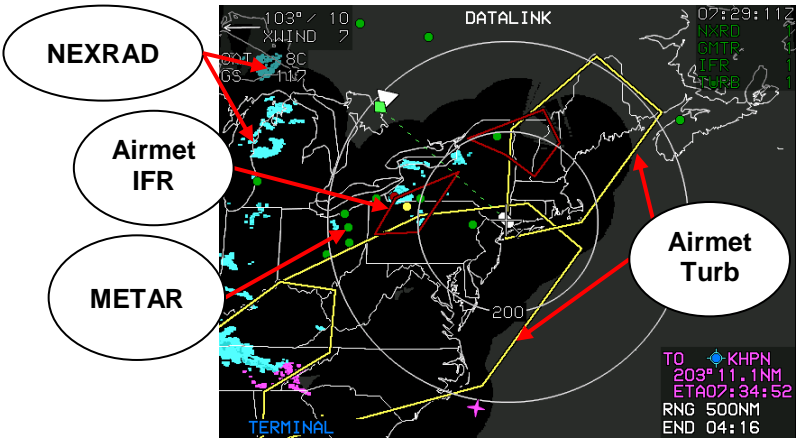 NEXRAD
Airmet
IFR
METAR
103°/ 10
XWIND 7
OAT 8C
GS 117
DATALINK
07:29:11Z
NXRD 1
GMTR 1
IFR 1
TURB 1
Airmet
Turb
200
TO KHPN
203°11.1NM
ETA07:34:52
RNG 500NM
END 04:16
TERMINAL